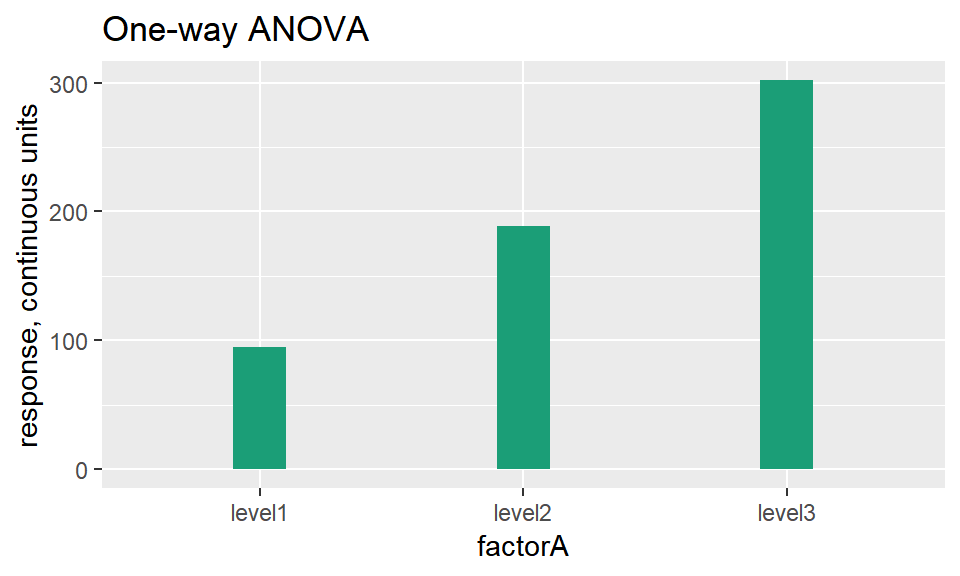 One-way ANOVA
response, continuous units
300
200
100
0
level1 level2 level3
factorA